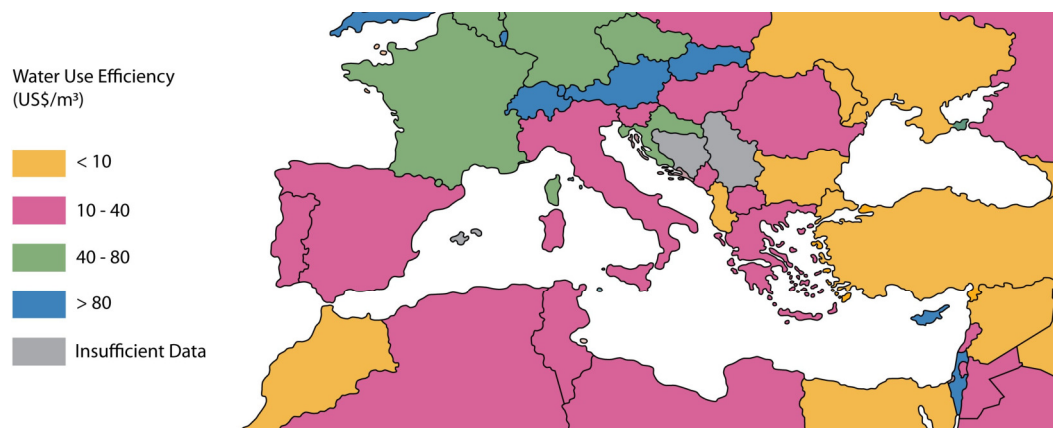 Water Use Efficiency
(US$/m³)
< 10
10 - 40
40 - 80
> 80
Insufficient Data